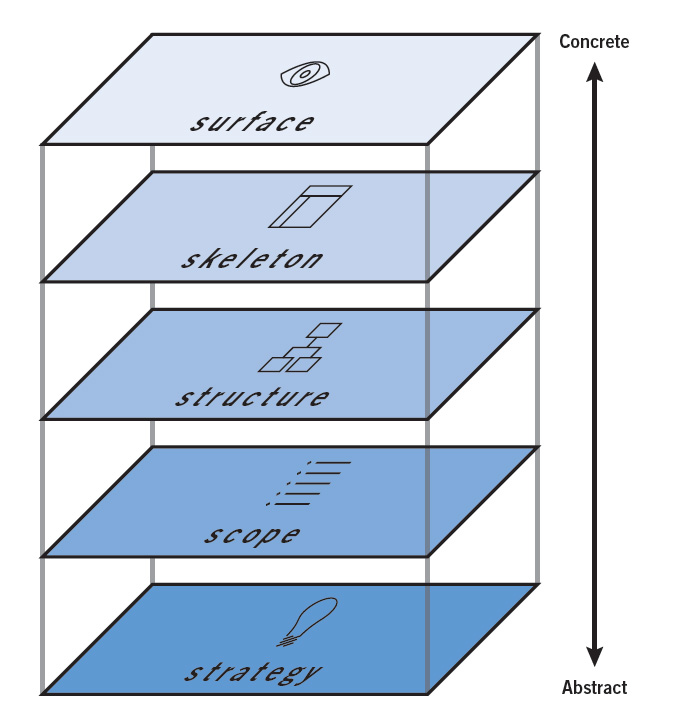 Concrete
surface
skeleton
structure
scope
strategy
Abstract